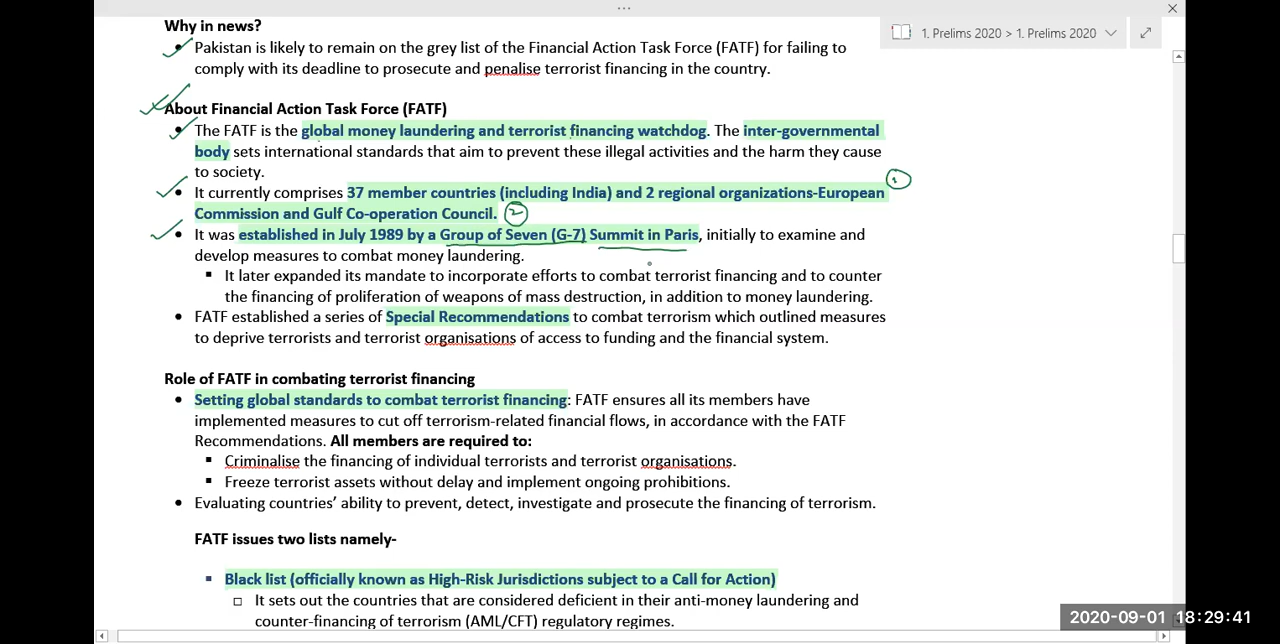 ...
1. Prelims 2020 > 1. Prelims 2020
Why in news?
• Pakistan is likely to remain on the grey list of the Financial Action Task Force (FATF) for failing to
comply with its deadline to prosecute and penalise terrorist financing in the country.
About Financial Action Task Force (FATF)
• The FATF is the global money laundering and terrorist financing watchdog. The inter-governmental
body sets international standards that aim to prevent these illegal activities and the harm they cause
to society.
• It currently comprises 37 member countries (including India) and 2 regional organizations-European
Commission and Gulf Co-operation Council. 2
• It was established in July 1989 by a Group of Seven (G-7) Summit in Paris, initially to examine and
develop measures to combat money laundering.
▪ It later expanded its mandate to incorporate efforts to combat terrorist financing and to counter
the financing of proliferation of weapons of mass destruction, in addition to money laundering.
• FATF established a series of Special Recommendations to combat terrorism which outlined measures
to deprive terrorists and terrorist organisations of access to funding and the financial system.
Role of FATF in combating terrorist financing
• Setting global standards to combat terrorist financing: FATF ensures all its members have
implemented measures to cut off terrorism-related financial flows, in accordance with the FATF
Recommendations. All members are required to:
▪ Criminalise the financing of individual terrorists and terrorist organisations.
▪ Freeze terrorist assets without delay and implement ongoing prohibitions.
• Evaluating countries’ ability to prevent, detect, investigate and prosecute the financing of terrorism.
FATF issues two lists namely-
▪ Black list (officially known as High-Risk Jurisdictions subject to a Call for Action)
□ It sets out the countries that are considered deficient in their anti-money laundering and
counter-financing of terrorism (AML/CFT) regulatory regimes.
2020-09-01 18:29:41